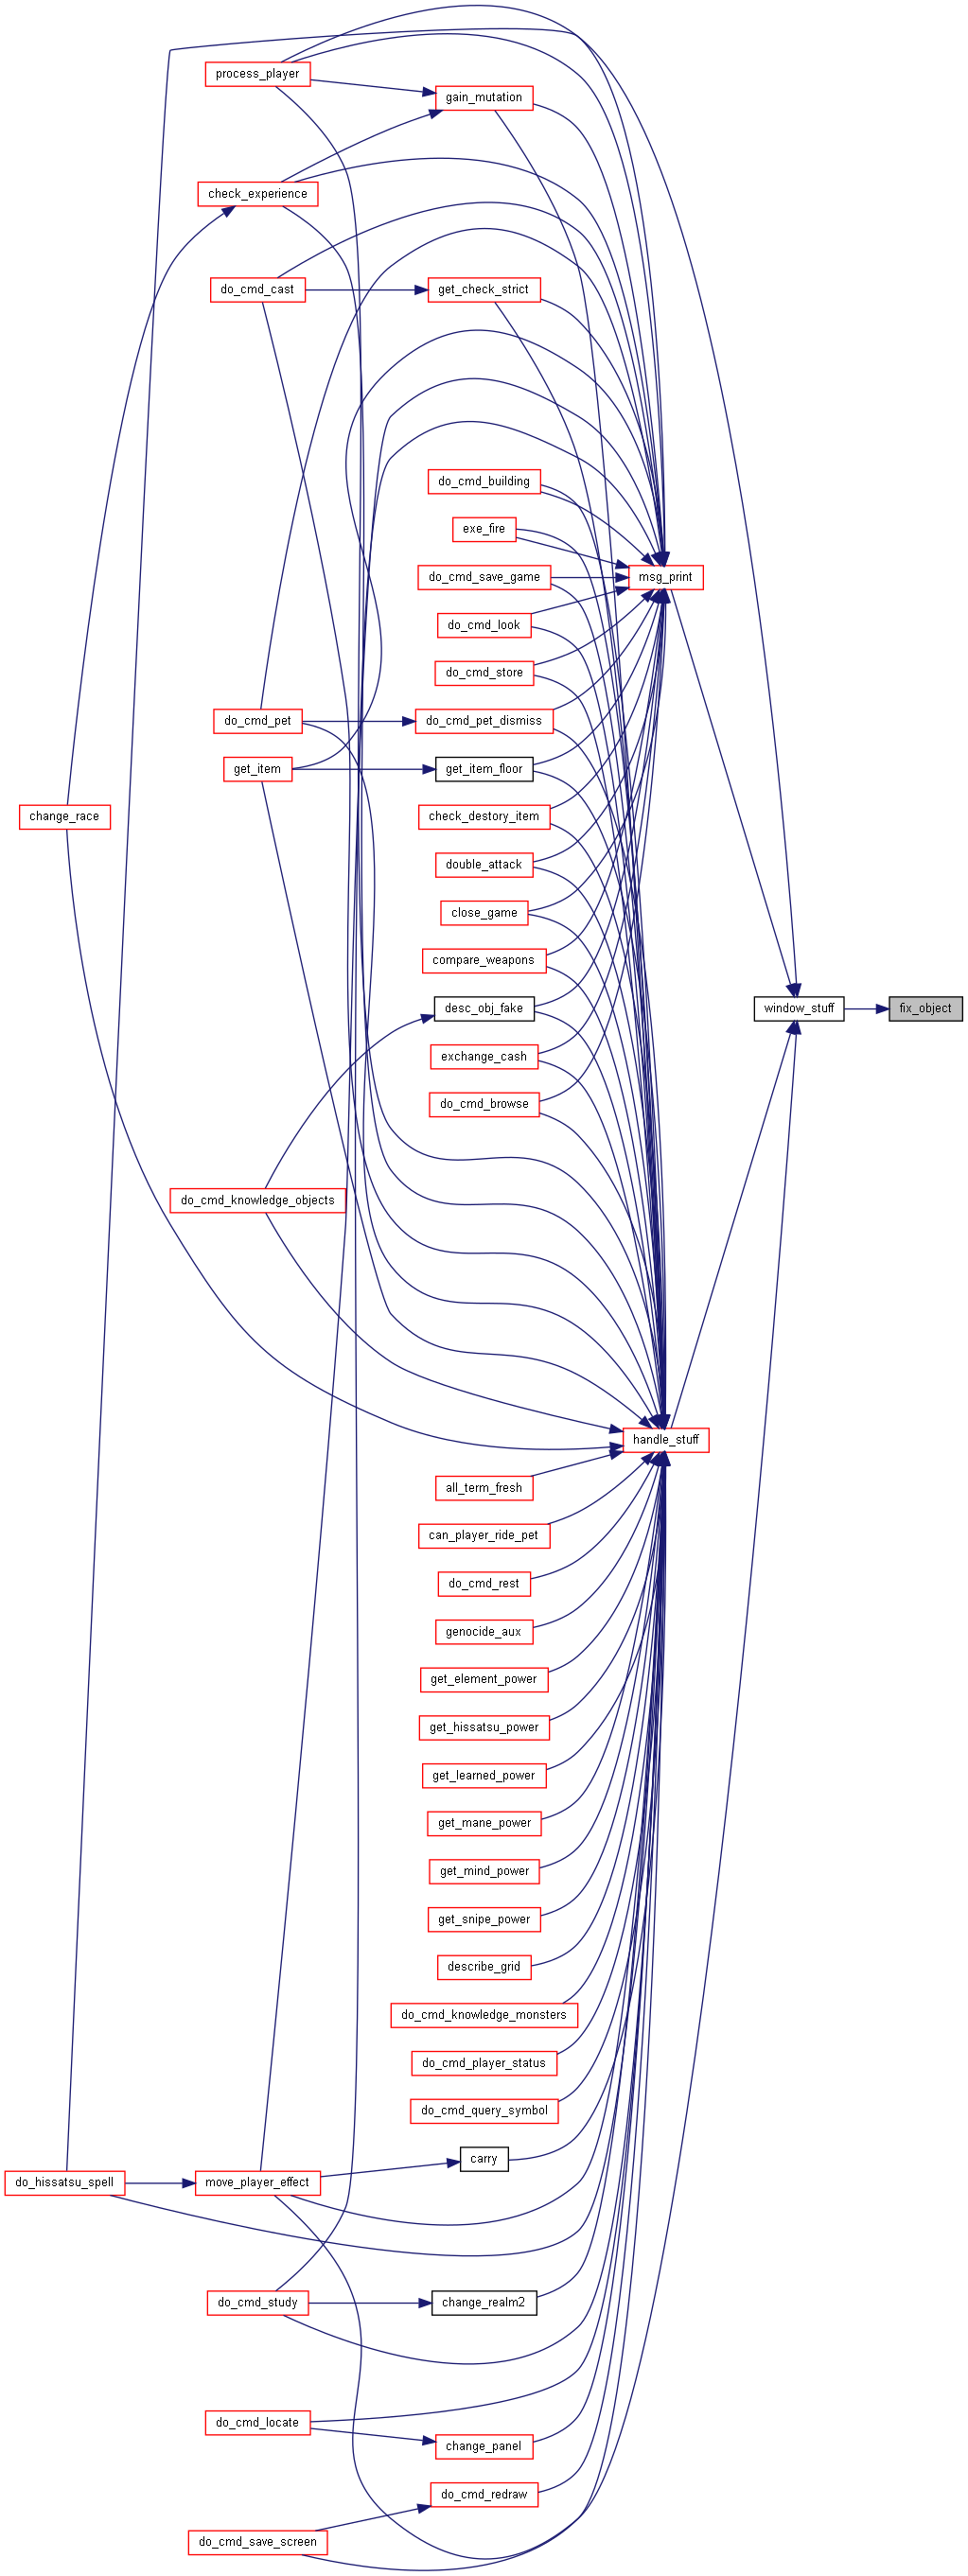 process_player
gain_mutation
check_experience
do_cmd_cast
get_check_strict
do_cmd_building
exe_fire
do_cmd_save_game
msg_print
do_cmd_look
do_cmd_store
do_cmd_pet
do_cmd_pet_dismiss
get_item
get_item_floor
change_race
check_destory_item
double_attack
close_game
compare_weapons
desc_obj_fake
window_stuff
fix_object
exchange_cash
do_cmd_browse
do_cmd_knowledge_objects
handle_stuff
all_term_fresh
can_player_ride_pet
do_cmd_rest
genocide_aux
get_element_power
get_hissatsu_power
get_learned_power
get_mane_power
get_mind_power
get_snipe_power
describe_grid
do_cmd_knowledge_monsters
do_cmd_player_status
do_cmd_query_symbol
carry
do_hissatsu_spell
move_player_effect
do_cmd_study
change_realm2
do_cmd_locate
change_panel
do_cmd_redraw
do_cmd_save_screen